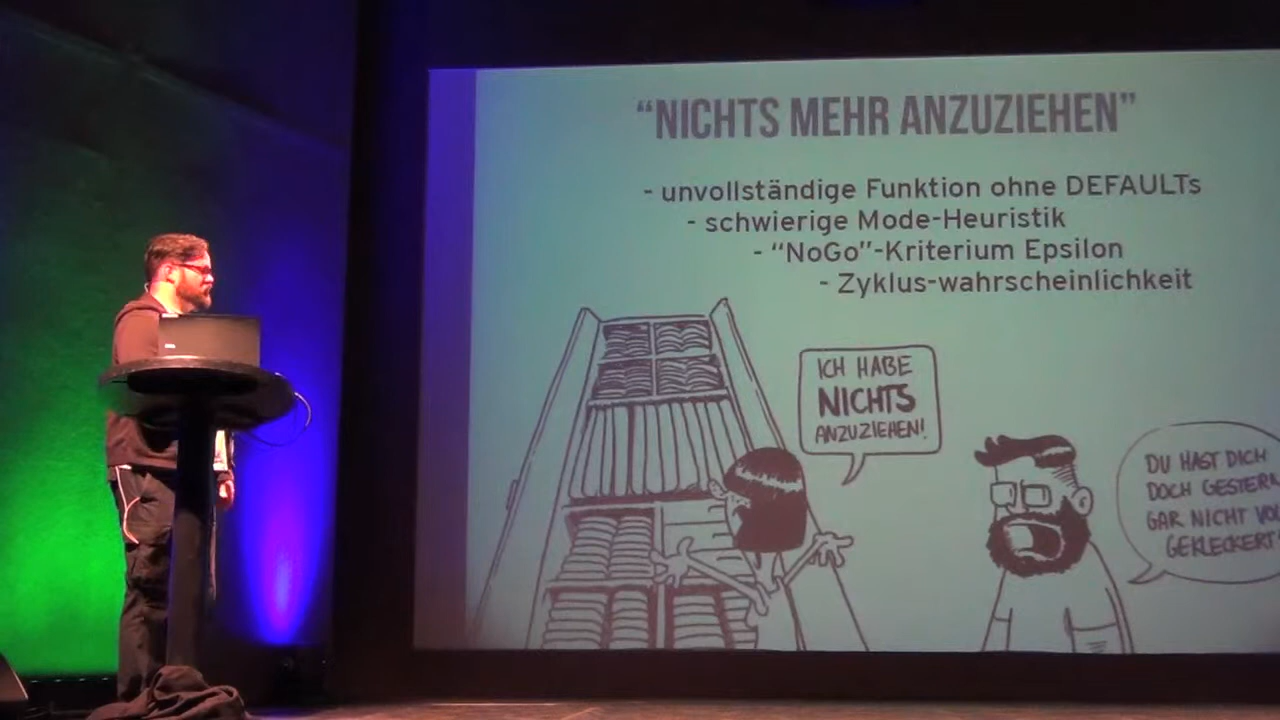 “NICHTS MEHR ANZUZIEHEN”
- unvollständige Funktion ohne DEFAULTs
- schwierige Mode-Heuristik
- “NoGo”-Kriterium Epsilon
- Zyklus-wahrscheinlichkeit
ICH HABE
NICHTS
ANZUZIEHEN!
DU HAST DICH
DOCH GESTERN
GAR NICHT VOL
GEKLECKERT